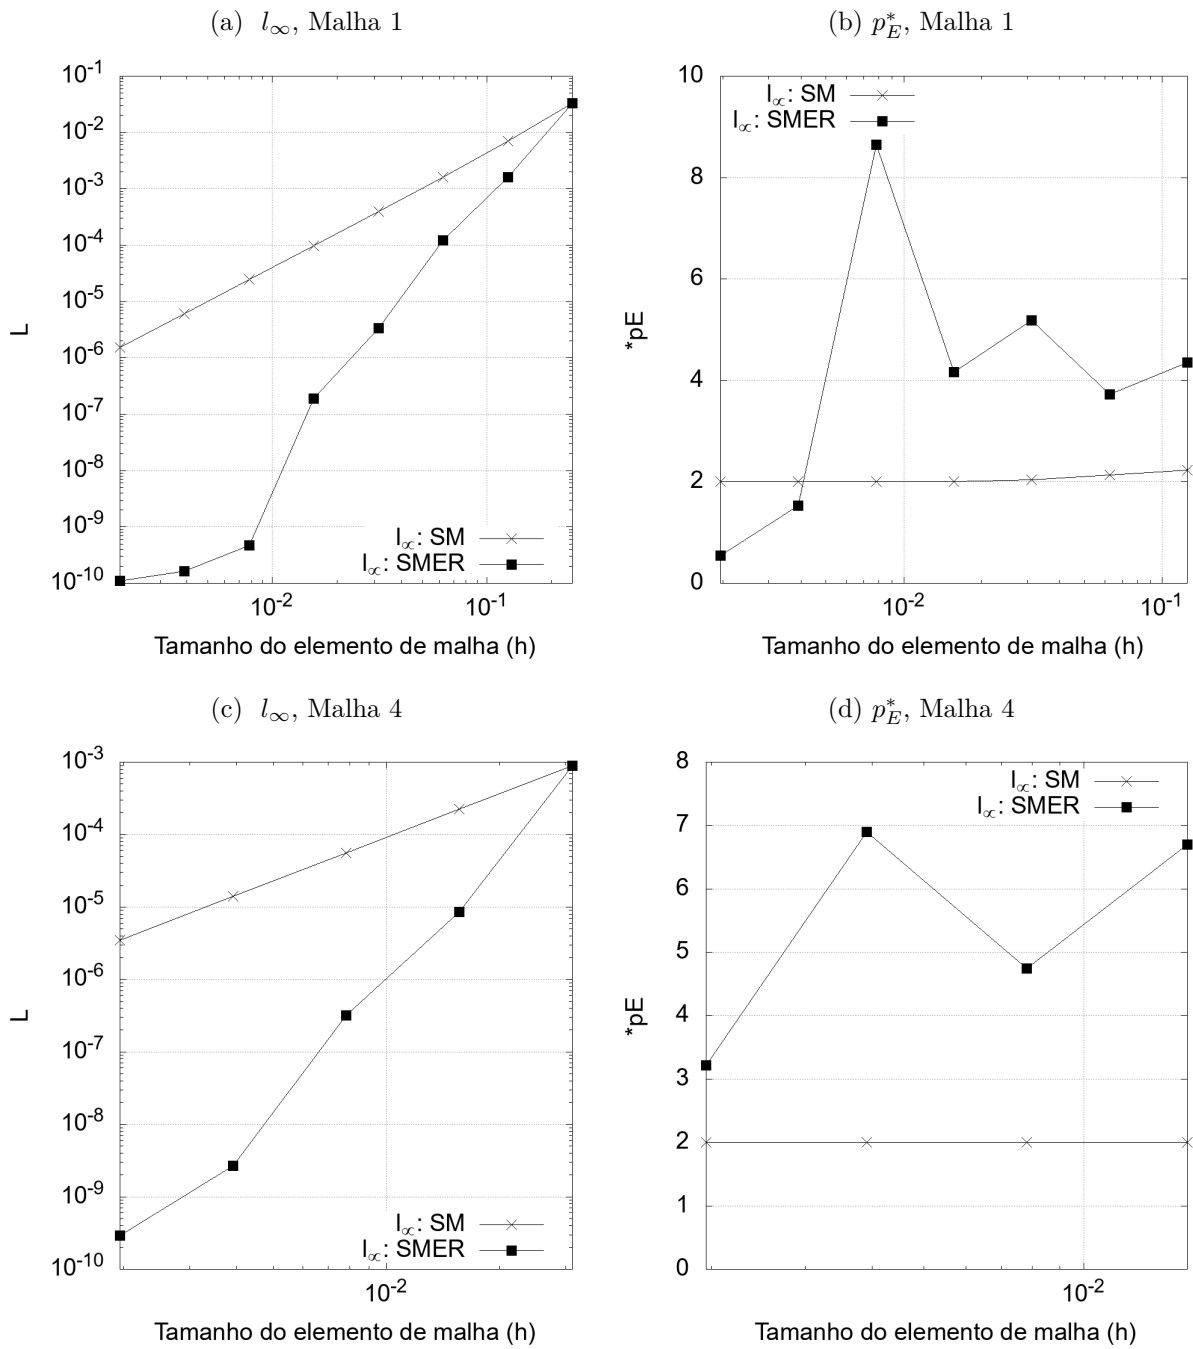 (a) l∞, Malha 1
10-1
10-2
10-3
10-4
10-5
10-6
10-7
10-8
10-9
10-10
L
l∞: SM
l∞: SMER
10-2 10-1
Tamanho do elemento de malha (h)
(b) p*E, Malha 1
10
8
6
4
2
0
*pE
l∞: SM
l∞: SMER
10-2 10-1
Tamanho do elemento de malha (h)
(c) l∞, Malha 4
10-3
10-4
10-5
10-6
10-7
10-8
10-9
10-10
L
l∞: SM
l∞: SMER
10-2
Tamanho do elemento de malha (h)
(d) p*E, Malha 4
8
7
6
5
4
3
2
1
0
*pE
l∞: SM
l∞: SMER
10-2
Tamanho do elemento de malha (h)